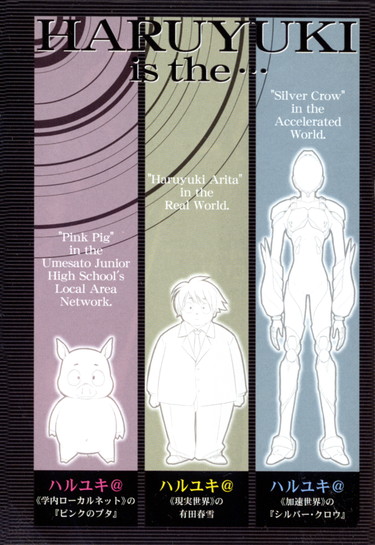 HARUYUKI
is the…
"Pink Pig"
in the
Umesato Junior
High School's
Local Area
Network.
"Haruyuki Arita"
in the
Real World.
"Silver Crow"
in the
Accelerated
World.
ハルユキ@
《学内ローカルネット》の
『ピンクのブタ』
ハルユキ@
《現実世界》の
有田春雪
ハルユキ@
《加速世界》の
『シルバー・クロウ』